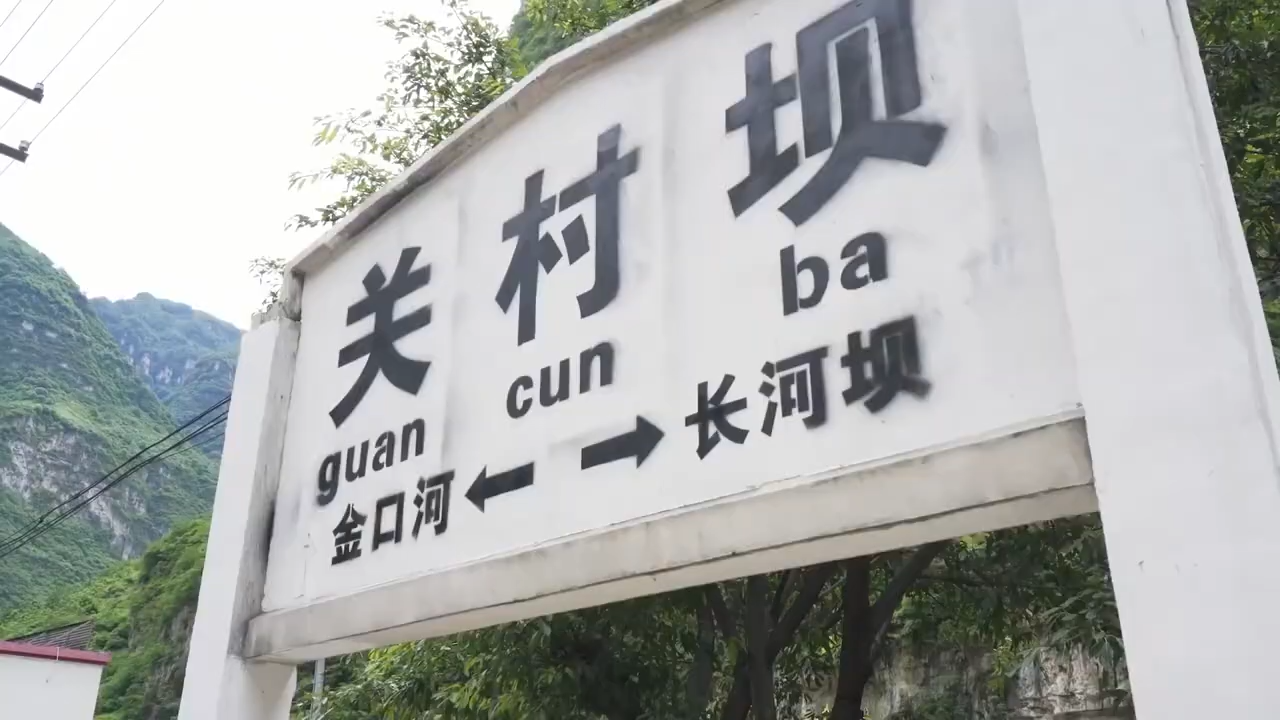 关村坝
guan cun ba
金口河 ← → 长河坝